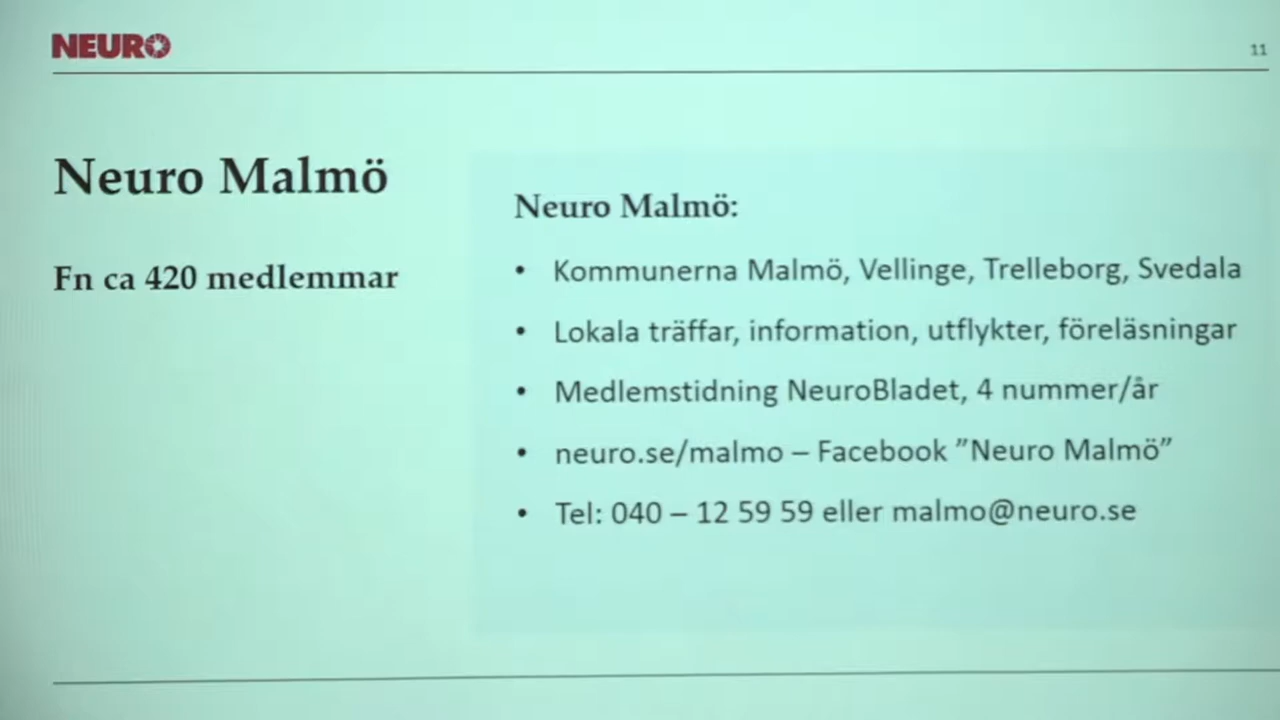 NEURO
11
Neuro Malmö
Fn ca 420 medlemmar
Neuro Malmö:
• Kommunerna Malmö, Vellinge, Trelleborg, Svedala
• Lokala träffar, information, utflykter, föreläsningar
• Medlemstidning NeuroBladet, 4 nummer/år
• neuro.se/malmo – Facebook ”Neuro Malmö”
• Tel: 040 – 12 59 59 eller malmo@neuro.se